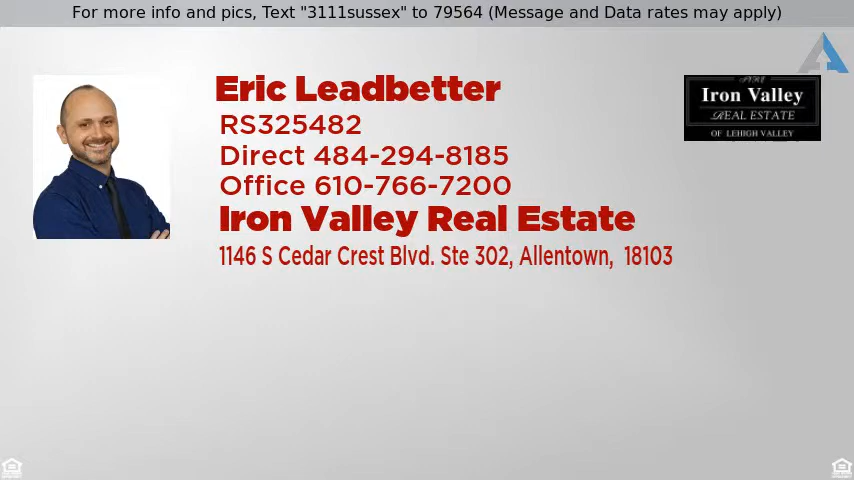 For more info and pics, Text "3111sussex" to 79564 (Message and Data rates may apply)
Eric Leadbetter
RS325482
Direct 484-294-8185
Office 610-766-7200
Iron Valley Real Estate
1146 S Cedar Crest Blvd. Ste 302, Allentown, 18103
Iron Valley
REAL ESTATE
OF LEHIGH VALLEY